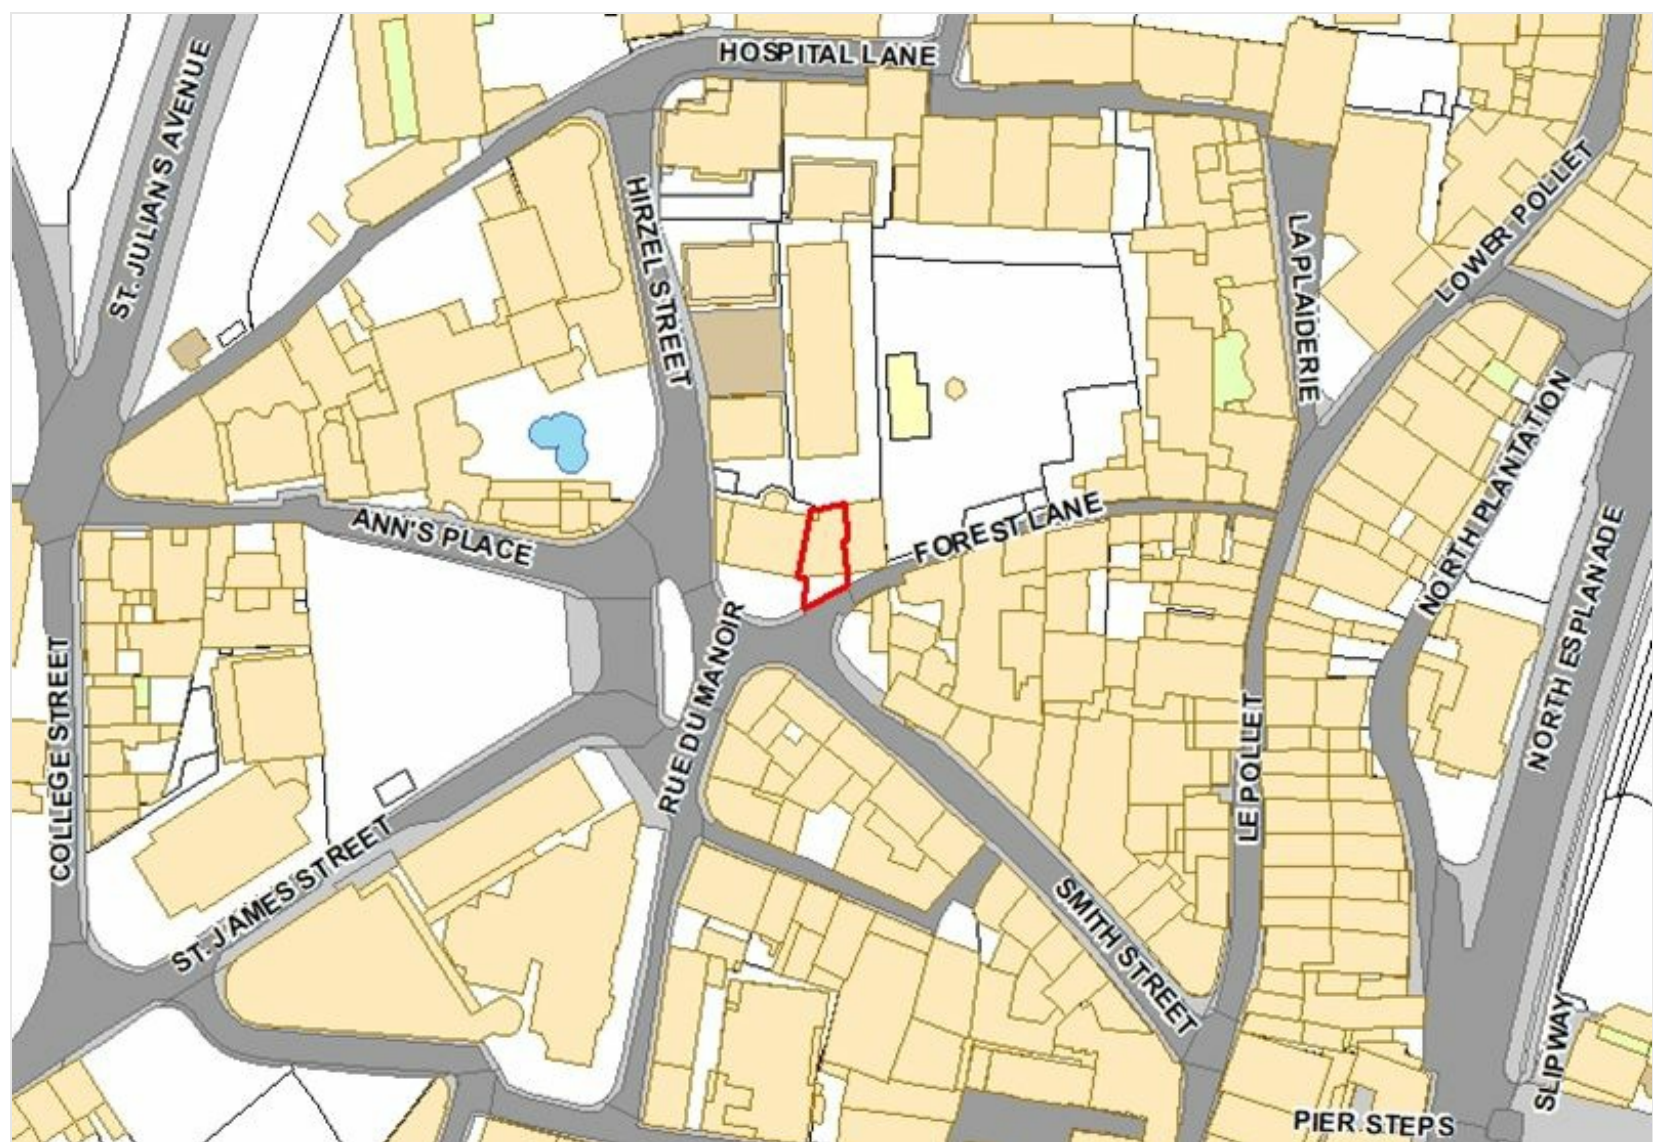 HOSPITAL LANE
ST. JULIANS AVENUE
HIRZEL STREET
LOWER POLLET
LA PLAIDERIE
NORTH PLANTATION
ANN'S PLACE
FOREST LANE
NORTH ESPLANADE
COLLEGE STREET
RUE DU MANOIR
LE POLLET
ST. JAMES STREET
SMITH STREET
SLIPWAY
PIER STEPS